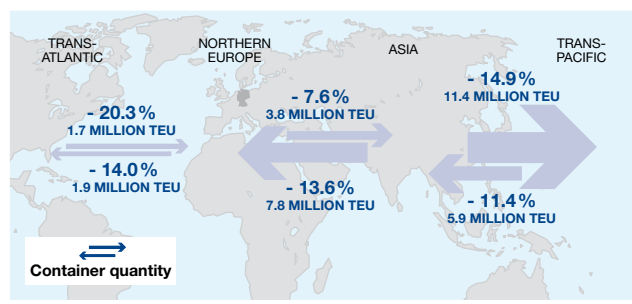 TRANS-
ATLANTIC
NORTHERN
EUROPE
ASIA
TRANS-
PACIFIC
- 20.3 %
1.7 MILLION TEU
- 14.0 %
1.9 MILLION TEU
- 7.6 %
3.8 MILLION TEU
- 13.6 %
7.8 MILLION TEU
- 14.9 %
11.4 MILLION TEU
- 11.4 %
5.9 MILLION TEU
Container quantity